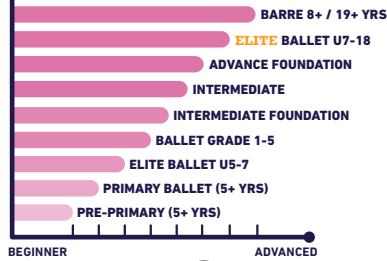 BARRE 8+ / 19+ YRS
ELITE BALLET U7-18
ADVANCE FOUNDATION
INTERMEDIATE
INTERMEDIATE FOUNDATION
BALLET GRADE 1-5
ELITE BALLET U5-7
PRIMARY BALLET (5+ YRS)
PRE-PRIMARY (5+ YRS)
BEGINNER ADVANCED